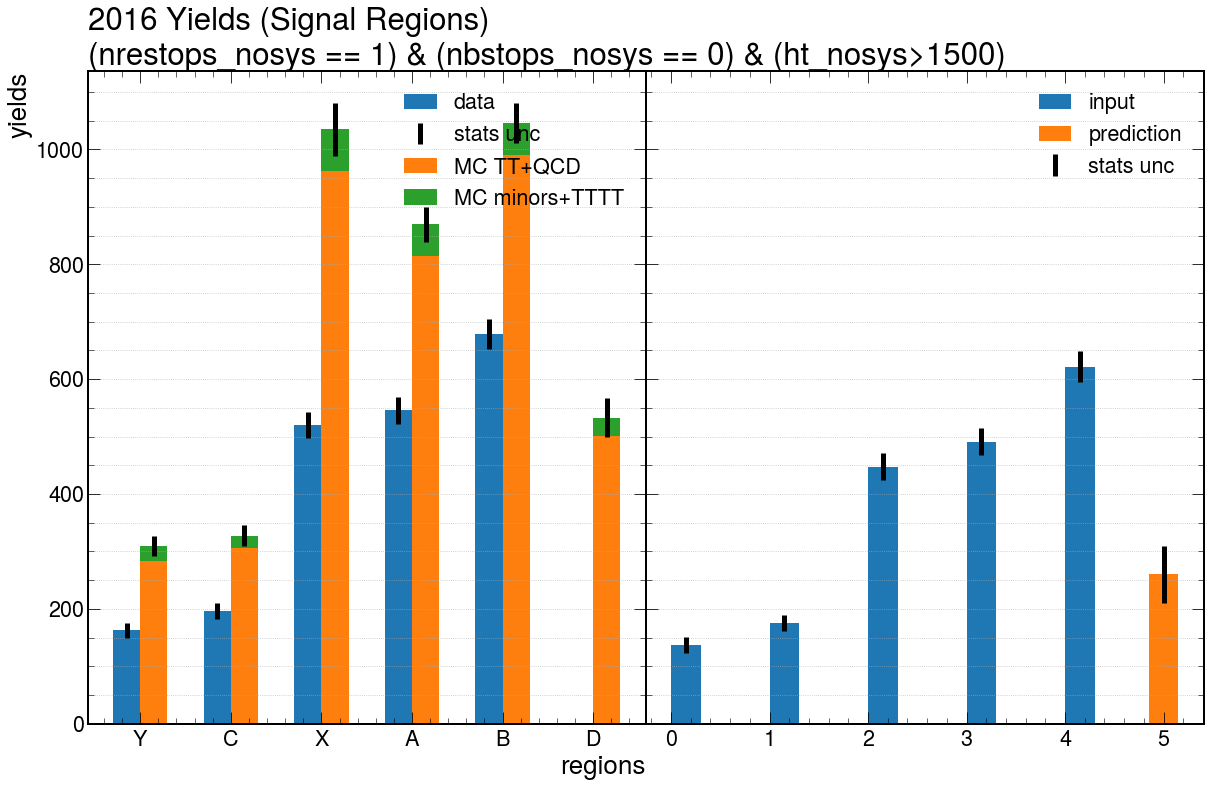 2016 Yields (Signal Regions)
(nrestops_nosys == 1) & (nbstops_nosys == 0) & (ht_nosys>1500)
yields
1000
800
600
400
200
0
data
stats unc
MC TT+QCD
MC minors+TTTT
input
prediction
stats unc
Y C X A B D
0 1 2 3 4 5
regions